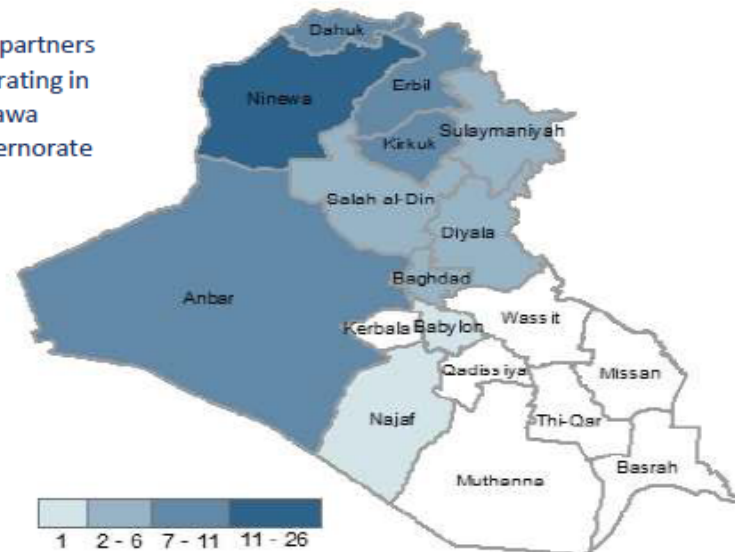 partners
rating in
awa
ernorate
Dahuk
Ninewa
Erbil
Sulaymaniyah
Kirkuk
Salah al-Din
Diyala
Baghdad
Anbar
Kerbala
Babylon
Wassit
Qadissiya
Missan
Najaf
Thi-Qar
Basrah
Muthanna
1 2 - 6 7 - 11 11 - 26